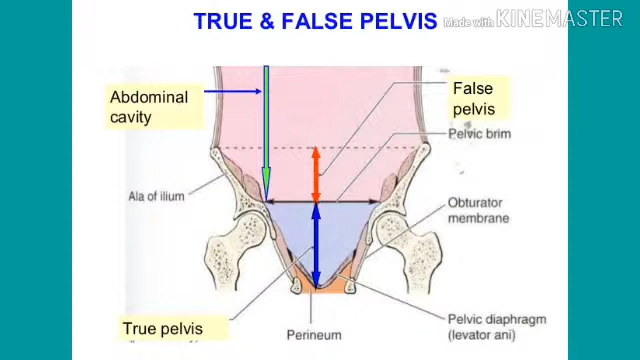 TRUE & FALSE PELVIS
Made with KINEMASTER
Abdominal
cavity
False
pelvis
Pelvic brim
Ala of ilium
Obturator
membrane
True pelvis
Perineum
Pelvic diaphragm
(levator ani)